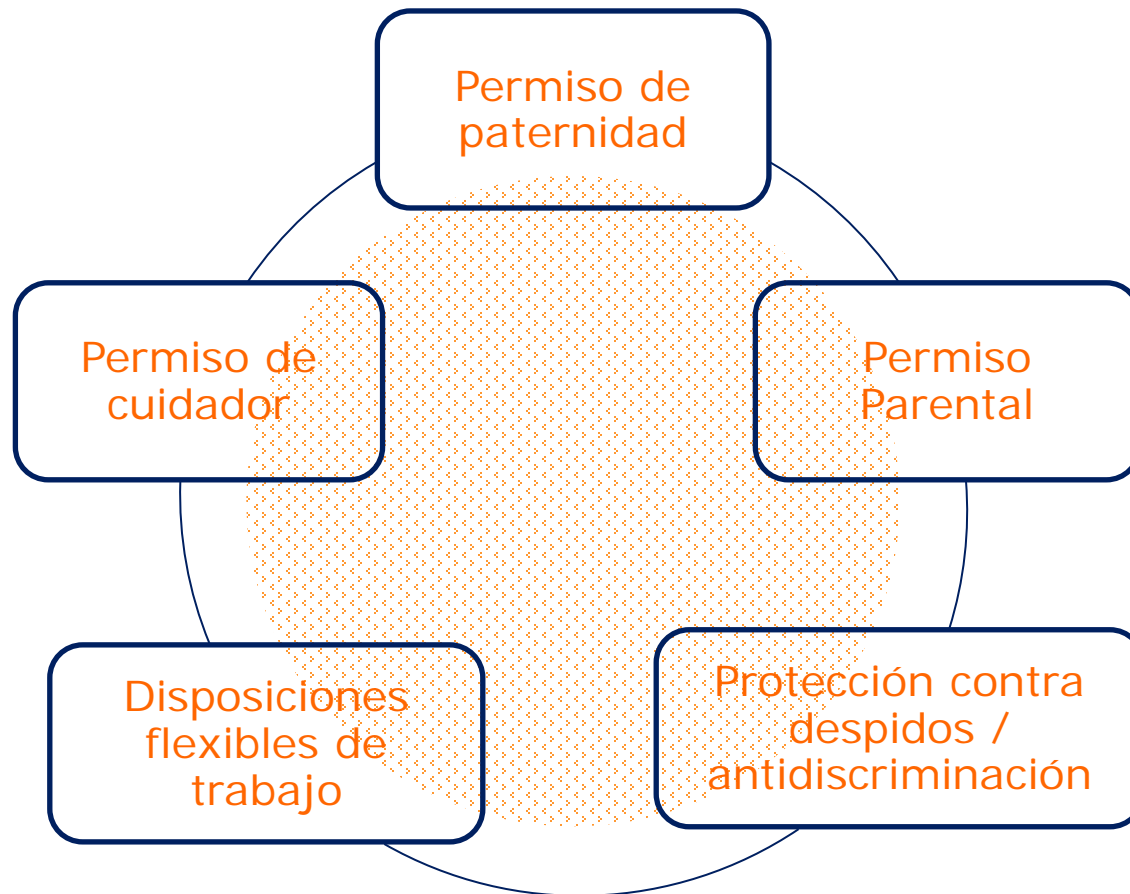 Permiso de
paternidad
Permiso de
cuidador
Permiso
Parental
Disposiciones
flexibles de
trabajo
Protección contra
despidos /
antidiscriminación